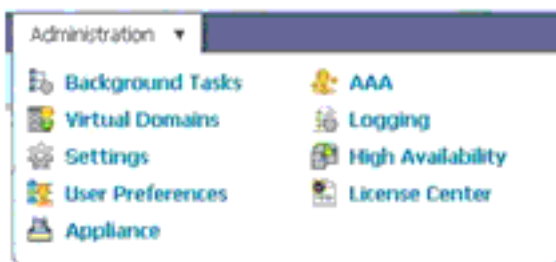 Administration
Background Tasks
Virtual Domains
Settings
User Preferences
Appliance
AAA
Logging
High Availability
License Center